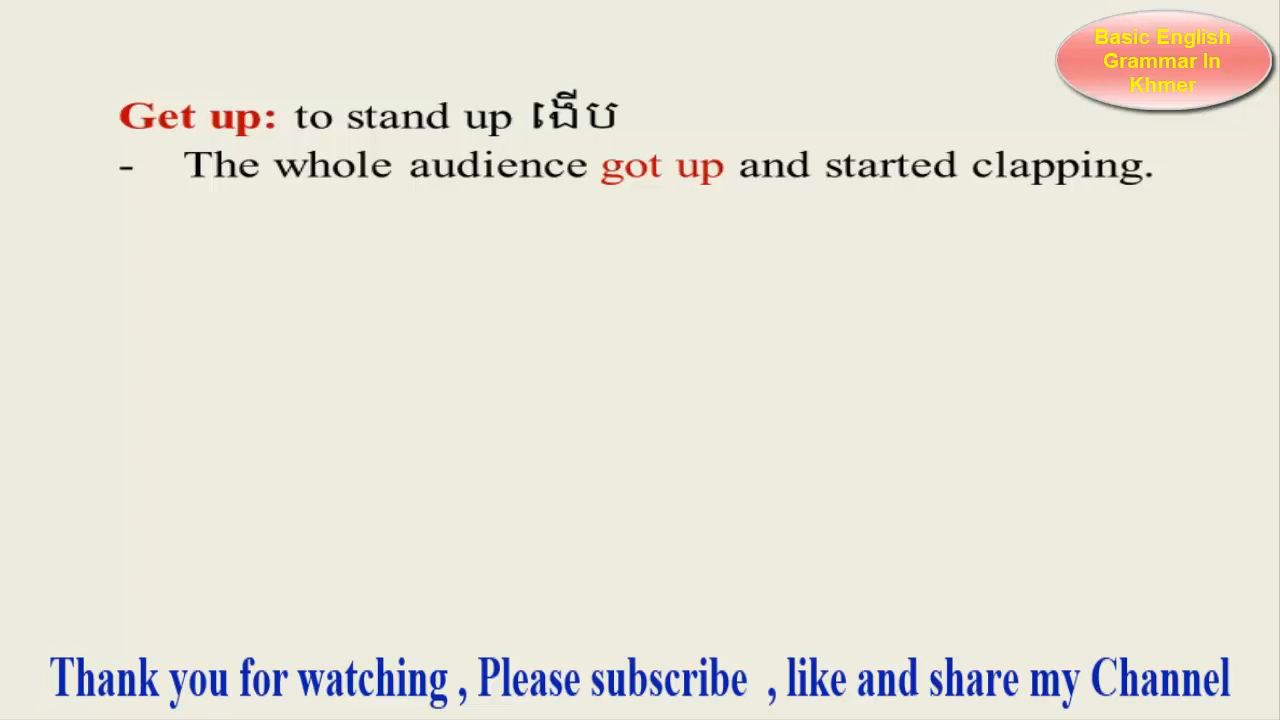 Basic English
Grammar In
Khmer
Get up: to stand up ងើប
- The whole audience got up and started clapping.
Thank you for watching , Please subscribe , like and share my Channel